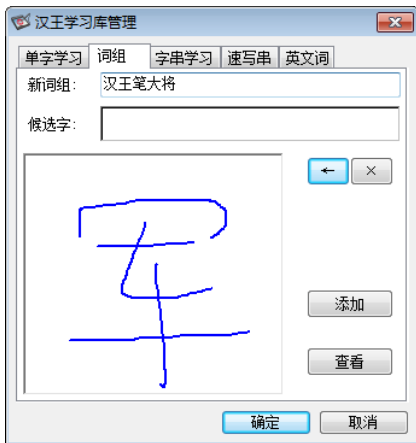 汉王学习库管理
单字学习 词组 字串学习 速写串 英文词
新词组: 汉王笔大将
候选字:
← ×
军
添加
查看
确定 取消